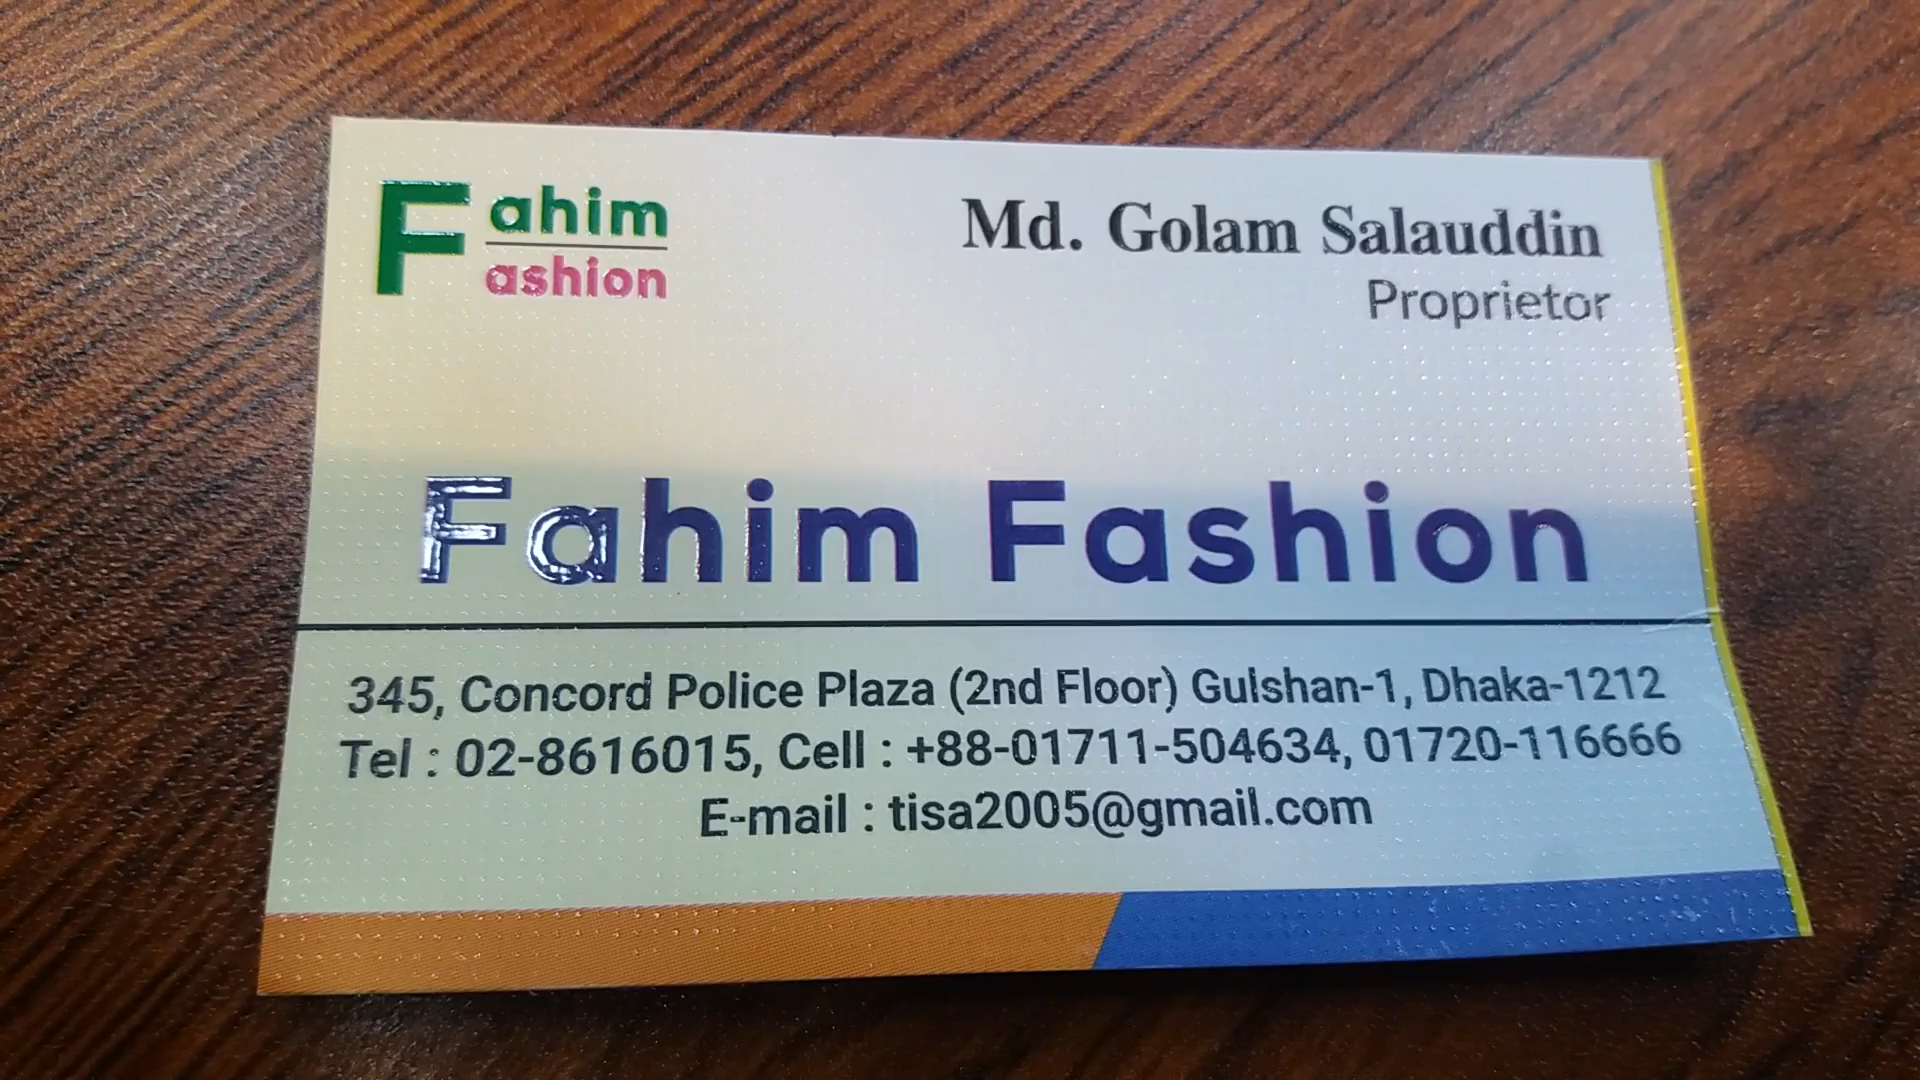 Fahim
Fashion
Md. Golam Salauddin
Proprietor
Fahim Fashion
345, Concord Police Plaza (2nd Floor) Gulshan-1, Dhaka-1212
Tel : 02-8616015, Cell : +88-01711-504634, 01720-116666
E-mail : tisa2005@gmail.com